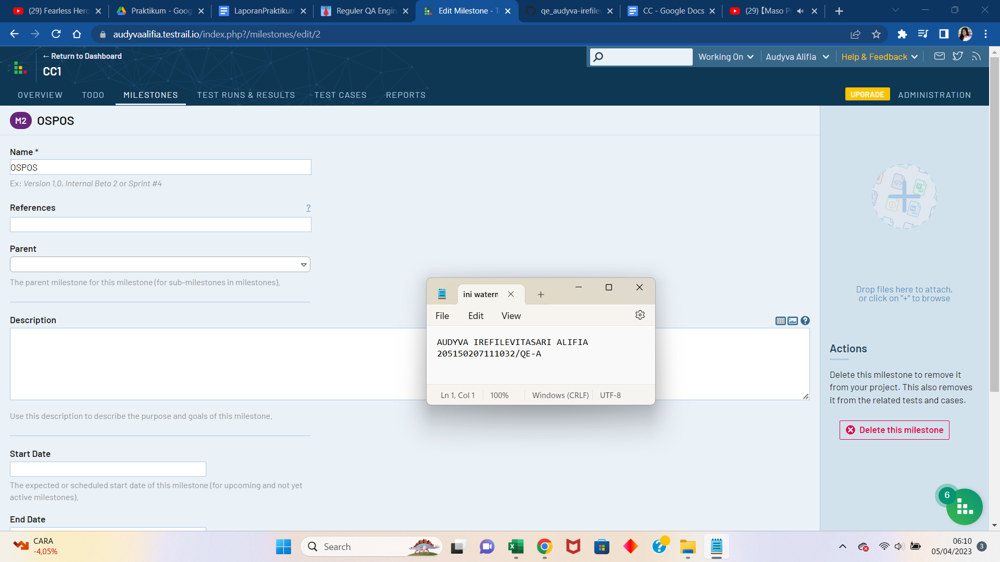 (29) Fearless Hero
Praktikum - Goog
LaporanPraktikum
Reguler QA Engin
Edit Milestone - T
qe_audyva-irefilev
CC - Google Docs
(29) 【Maso P
audyvaalifia.testrail.io/index.php?/milestones/edit/2
← Return to Dashboard
CC1
Working On
Audyva Alifia
Help & Feedback
OVERVIEW
TODO
MILESTONES
TEST RUNS & RESULTS
TEST CASES
REPORTS
UPGRADE
ADMINISTRATION
M2 OSPOS
Name *
OSPOS
Ex: Version 1.0, Internal Beta 2 or Sprint #4
References
?
Parent
The parent milestone for this milestone (for sub-milestones in milestones).
Description
Use this description to describe the purpose and goals of this milestone.
Start Date
The expected or scheduled start date of this milestone (for upcoming and not yet
active milestones).
End Date
ini watern
File
Edit
View
AUDYVA IREFILEVITASARI ALIFIA
205150207111032/QE-A
Ln 1, Col 1
100%
Windows (CRLF)
UTF-8
Drop files here to attach,
or click on "+" to browse
Actions
Delete this milestone to remove it
from your project. This also removes
it from the related tests and cases.
Delete this milestone
6
CARA
-4,05%
Search
06:10
05/04/2023
3